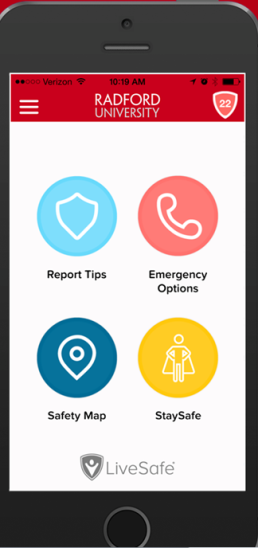 Verizon 10:19 AM
RADFORD
UNIVERSITY
22
Report Tips
Emergency
Options
Safety Map
StaySafe
LiveSafe